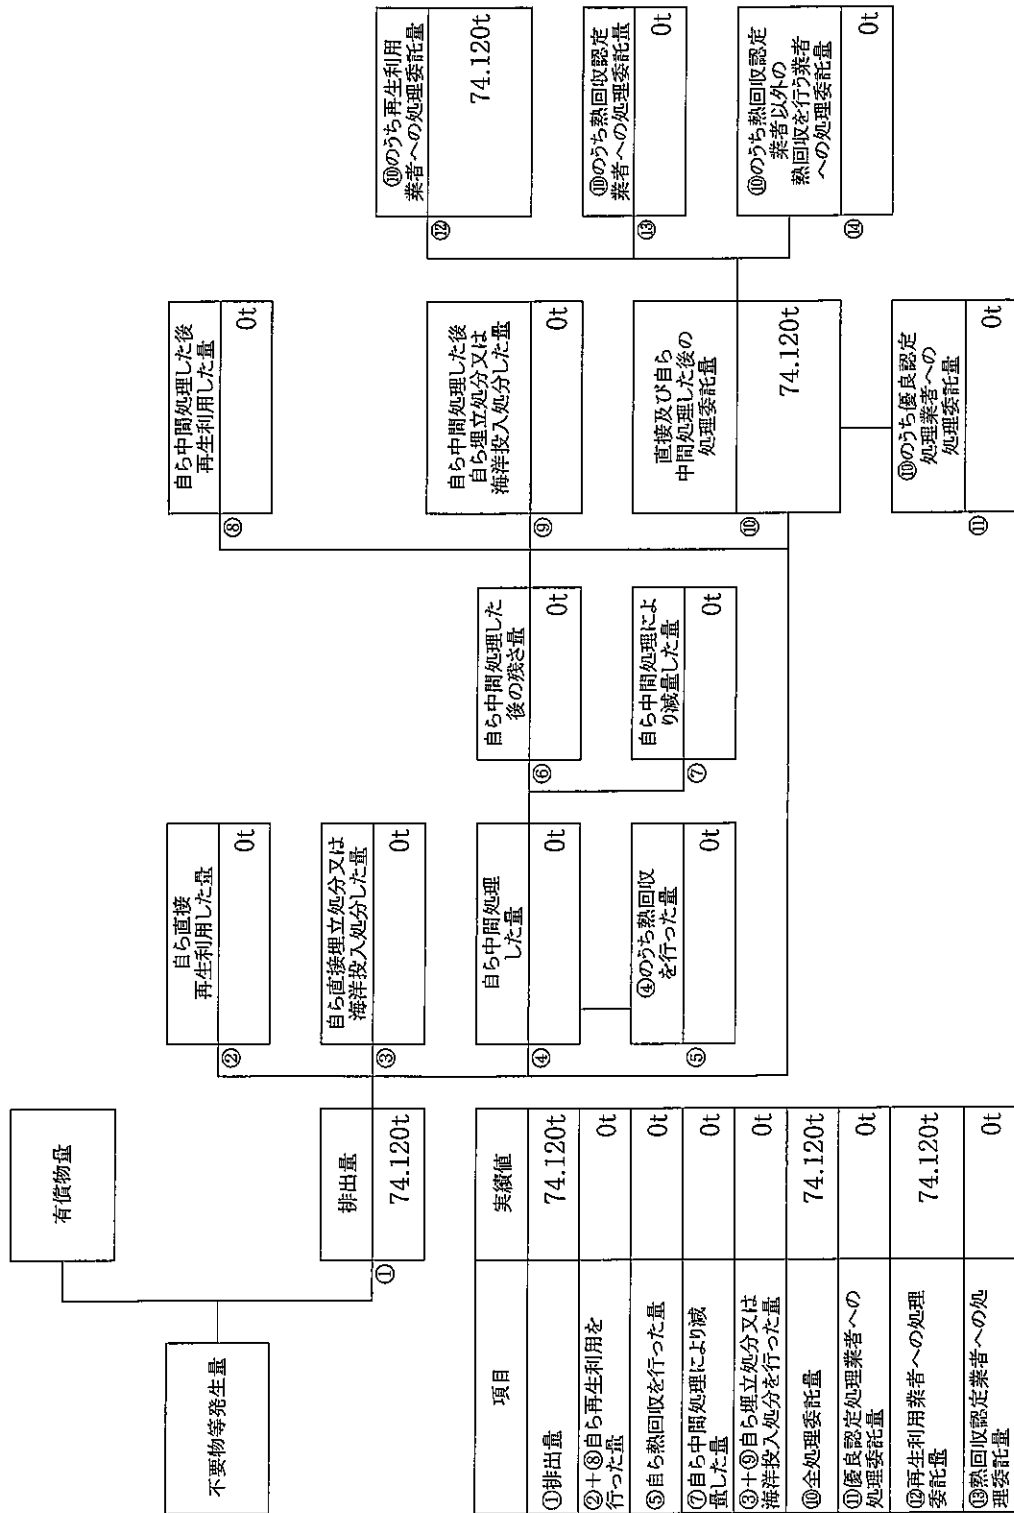 不要物等発生量
有償物量
①
排出量
74.120t
②
自ら直接
再生利用した量
0t
③
自ら直接埋立処分又は
海洋投入処分した量
0t
④
自ら中間処理
した量
0t
⑤
④のうち熱回収
を行った量
0t
⑥
自ら中間処理した
後の残さ量
0t
⑦
自ら中間処理によ
り減量した量
0t
⑧
自ら中間処理した後
再生利用した量
0t
⑨
自ら中間処理した後
自ら埋立処分又は
海洋投入処分した量
0t
⑩
直接及び自ら
中間処理した後の
処理委託量
74.120t
⑪
⑩のうち優良認定
処理業者への
処理委託量
0t
⑫
⑩のうち再生利用
業者への処理委託量
74.120t
⑬
⑩のうち熱回収認定
業者への処理委託量
0t
⑭
⑩のうち熱回収認定
業者以外の
熱回収を行う業者
への処理委託量
0t
項目
実績値
①排出量
74.120t
②+⑧自ら再生利用を
行った量
0t
⑤自ら熱回収を行った量
0t
⑦自ら中間処理により減
量した量
0t
③+⑨自ら埋立処分又は
海洋投入処分を行った量
0t
⑩全処理委託量
74.120t
⑪優良認定処理業者への
処理委託量
0t
⑫再生利用業者への処理
委託量
74.120t
⑬熱回収認定業者への処
理委託量
0t